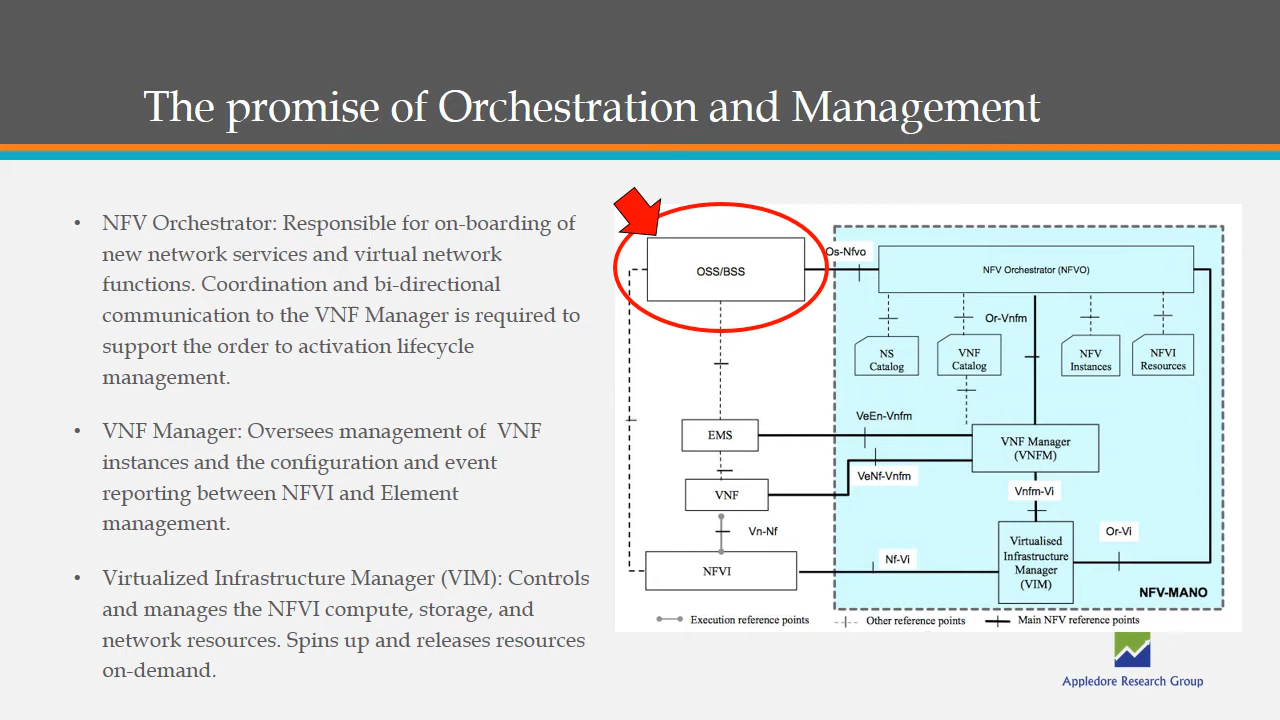 The promise of Orchestration and Management
• NFV Orchestrator: Responsible for on-boarding of
new network services and virtual network
functions. Coordination and bi-directional
communication to the VNF Manager is required to
support the order to activation lifecycle
management.
• VNF Manager: Oversees management of VNF
instances and the configuration and event
reporting between NFVI and Element
management.
• Virtualized Infrastructure Manager (VIM): Controls
and manages the NFVI compute, storage, and
network resources. Spins up and releases resources
on-demand.
OSS/BSS
Os-Nfvo
NFV Orchestrator (NFVO)
Or-Vnfm
NS
Catalog
VNF
Catalog
NFV
Instances
NFVI
Resources
EMS
VeEn-Vnfm
VNF Manager
(VNFM)
VeNf-Vnfm
VNF
Vnfm-Vi
Vn-Nf
Or-Vi
NFVI
Nf-Vi
Virtualised
Infrastructure
Manager
(VIM)
NFV-MANO
Execution reference points
Other reference points
Main NFV reference points
Appledore Research Group